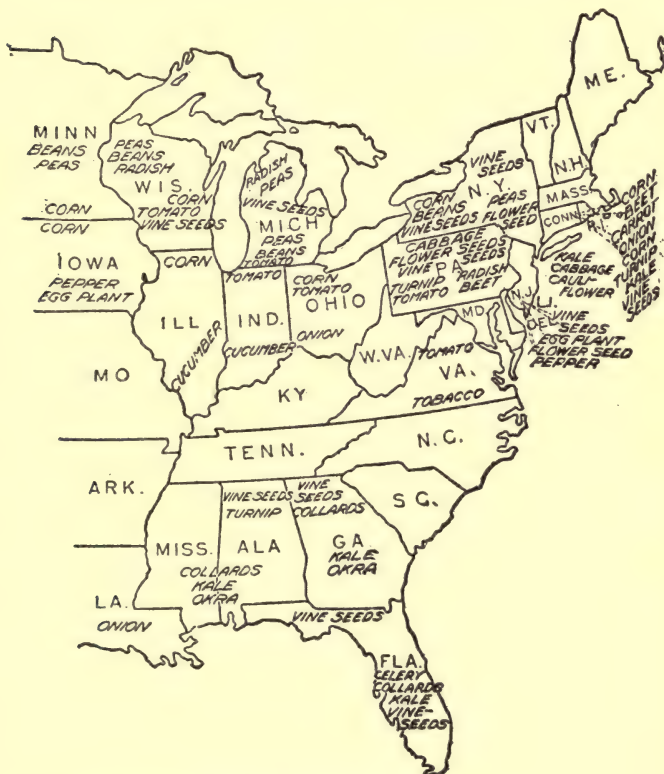 ME.
VT.
N.H.
MASS.
CONN.
R.I.
CORN
BEET
CARROT
ONION
CORN
TURNIP
KALE
VINE
SEEDS
MINN
BEANS
PEAS
CORN
PEAS
BEANS
RADISH
WIS.
CORN
TOMATO
VINE SEEDS
RADISH
PEAS
VINE SEEDS
MICH
PEAS
BEANS
TOMATO
VINE
SEEDS
N.Y.
CORN
BEANS PEAS
VINE SEEDS FLOWER
SEED
CABBAGE
FLOWER SEEDS
VINE SEEDS
PA.
TURNIP RADISH
TOMATO BEET
KALE
CABBAGE
CAULI-
FLOWER
N.J.
L.I.
DEL.
MD.
VINE
SEEDS
EGG PLANT
FLOWER SEED
PEPPER
CORN
IOWA
PEPPER
EGG PLANT
CORN
ILL
CUCUMBER
TOMATO
IND.
CUCUMBER
CORN
TOMATO
OHIO
ONION
W.VA.
TOMATO
VA.
TOBACCO
MO
KY
TENN.
N.C.
S.C.
ARK.
MISS.
VINE SEEDS
TURNIP
ALA
COLLARDS
KALE
OKRA
VINE
SEEDS
COLLARDS
GA
KALE
OKRA
LA.
ONION
VINE SEEDS
FLA.
CELERY
COLLARDS
KALE
VINE-
SEEDS